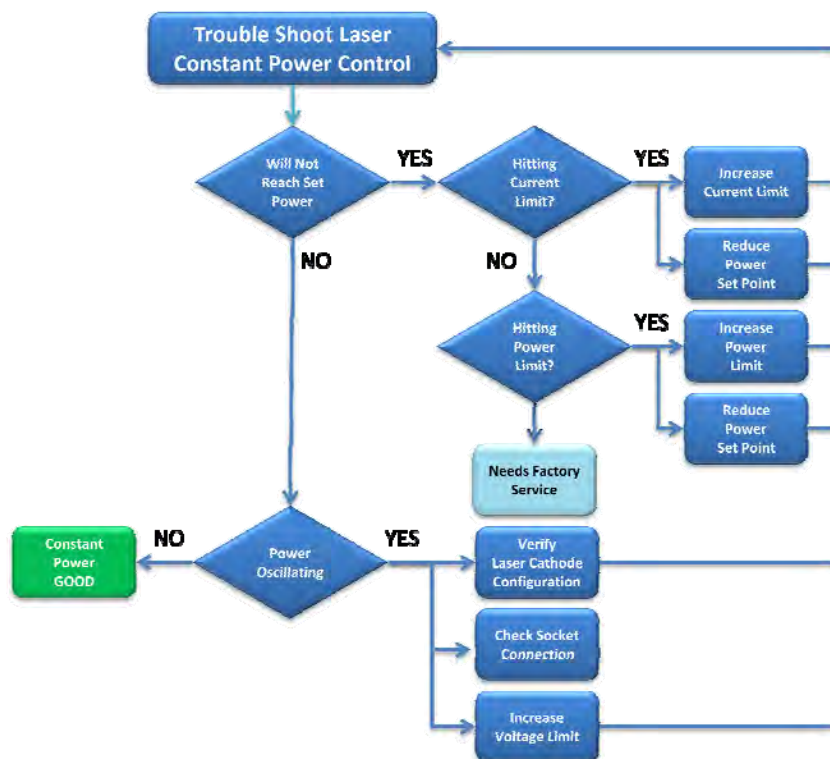 Trouble Shoot Laser
Constant Power Control
Will Not
Reach Set
Power
YES
Hitting
Current
Limit?
YES
Increase
Current Limit
Reduce
Power
Set Point
NO
NO
Hitting
Power
Limit?
YES
Increase
Power
Limit
Reduce
Power
Set Point
Needs Factory
Service
Constant
Power
GOOD
NO
Power
Oscillating
YES
Verify
Laser Cathode
Configuration
Check Socket
Connection
Increase
Voltage Limit